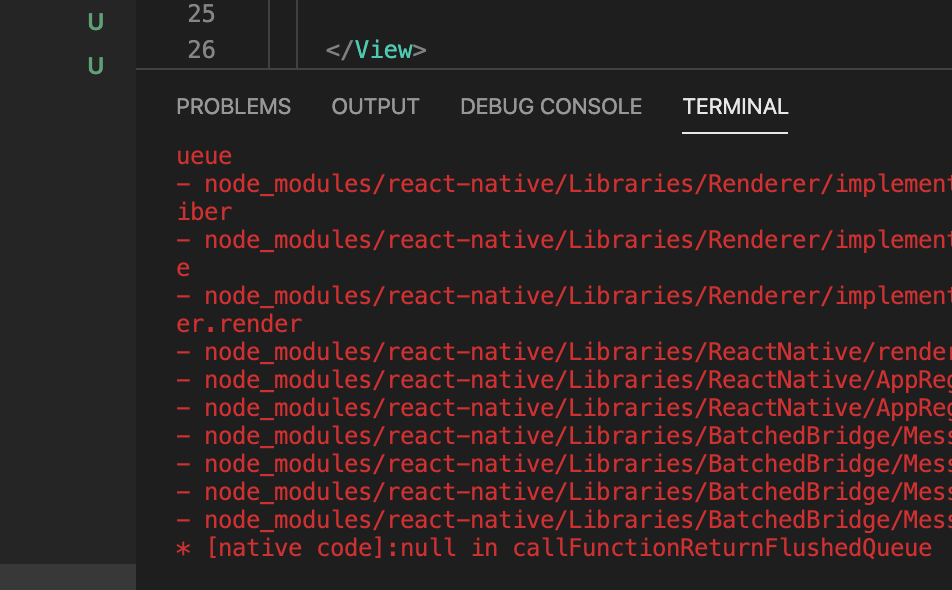 U
25
26 </View>
U
PROBLEMS OUTPUT DEBUG CONSOLE TERMINAL
ueue
- node_modules/react-native/Libraries/Renderer/implement
iber
- node_modules/react-native/Libraries/Renderer/implement
e
- node_modules/react-native/Libraries/Renderer/implement
er.render
- node_modules/react-native/Libraries/ReactNative/render
- node_modules/react-native/Libraries/ReactNative/AppReg
- node_modules/react-native/Libraries/ReactNative/AppReg
- node_modules/react-native/Libraries/BatchedBridge/Mess
- node_modules/react-native/Libraries/BatchedBridge/Mess
- node_modules/react-native/Libraries/BatchedBridge/Mess
- node_modules/react-native/Libraries/BatchedBridge/Mess
* [native code]:null in callFunctionReturnFlushedQueue